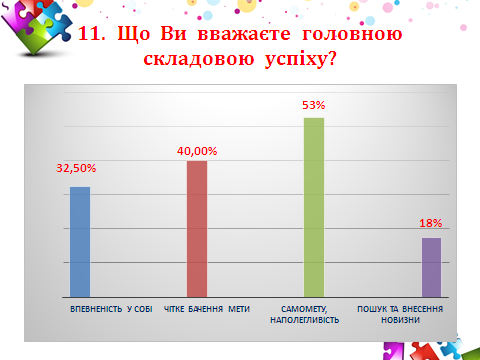 11. Що Ви вважаєте головною
складовою успіху?
53%
40,00%
32,50%
18%
ВПЕВНЕНІСТЬ У СОБІ ЧІТКЕ БАЧЕННЯ МЕТИ САМОМЕТУ, ПОШУК ТА ВНЕСЕННЯ
НАПОЛЕГЛИВІСТЬ НОВИЗНИ